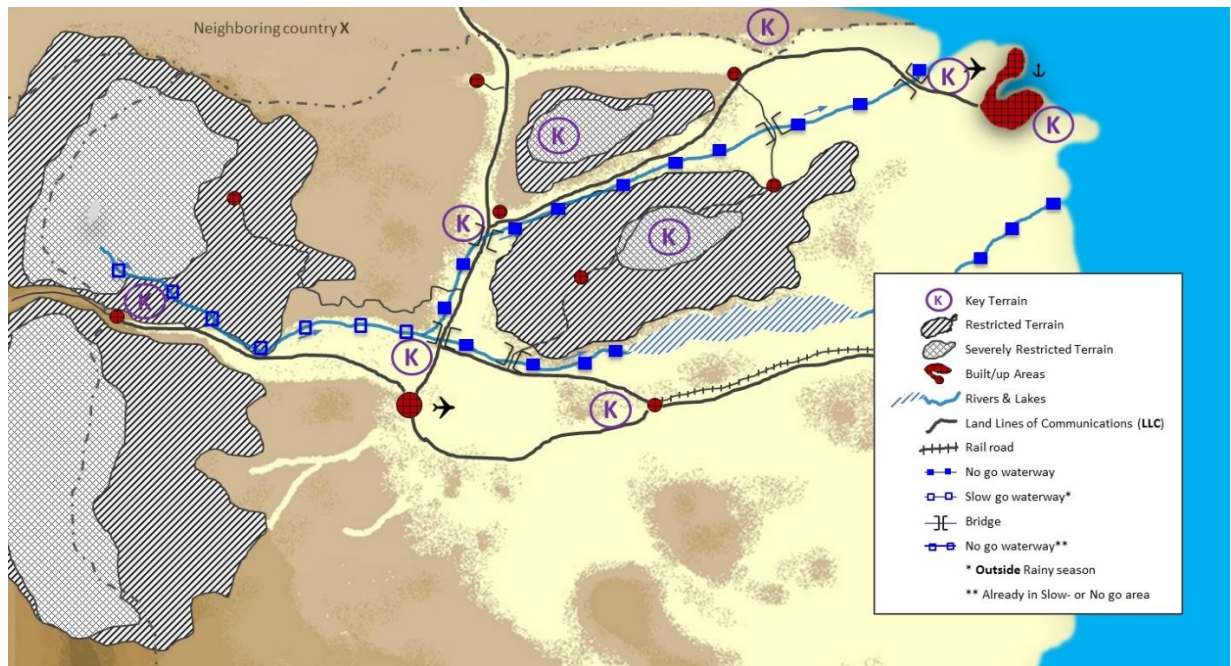 Neighboring country X
K
K
K
K
K
K
K
K
K
K
Key Terrain
Restricted Terrain
Severely Restricted Terrain
Built/up Areas
Rivers & Lakes
Land Lines of Communications (LLC)
Rail road
No go waterway
Slow go waterway*
Bridge
No go waterway**
* Outside Rainy season
** Already in Slow- or No go area